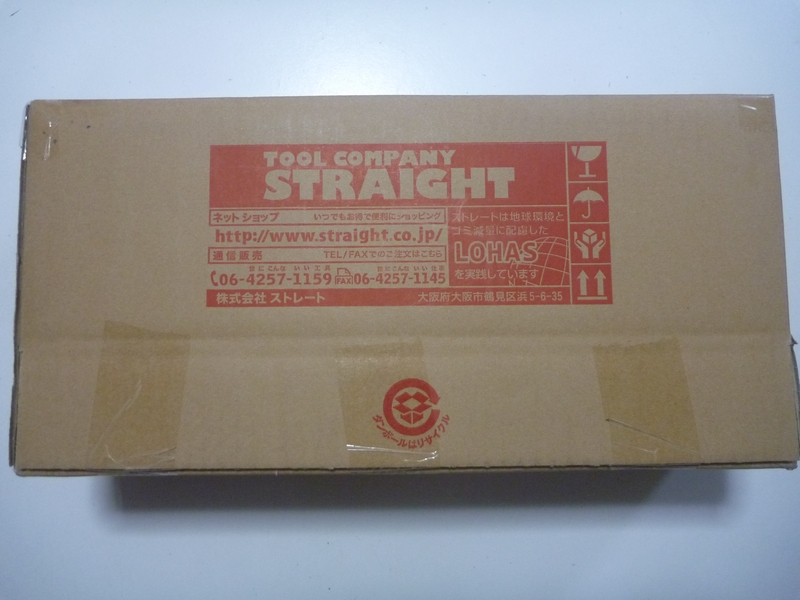 TOOL COMPANY
STRAIGHT
ネットショップ いつでもお得で便利にショッピング
http://www.straight.co.jp/
通信販売 TEL/FAXでのご注文はこちら
06-4257-1159 FAX 06-4257-1145
ストレートは地球環境と
ゴミ減量に配慮した
LOHAS
を実践しています
株式会社 ストレート 大阪府大阪市鶴見区浜5-6-35
ダンボールはリサイクル